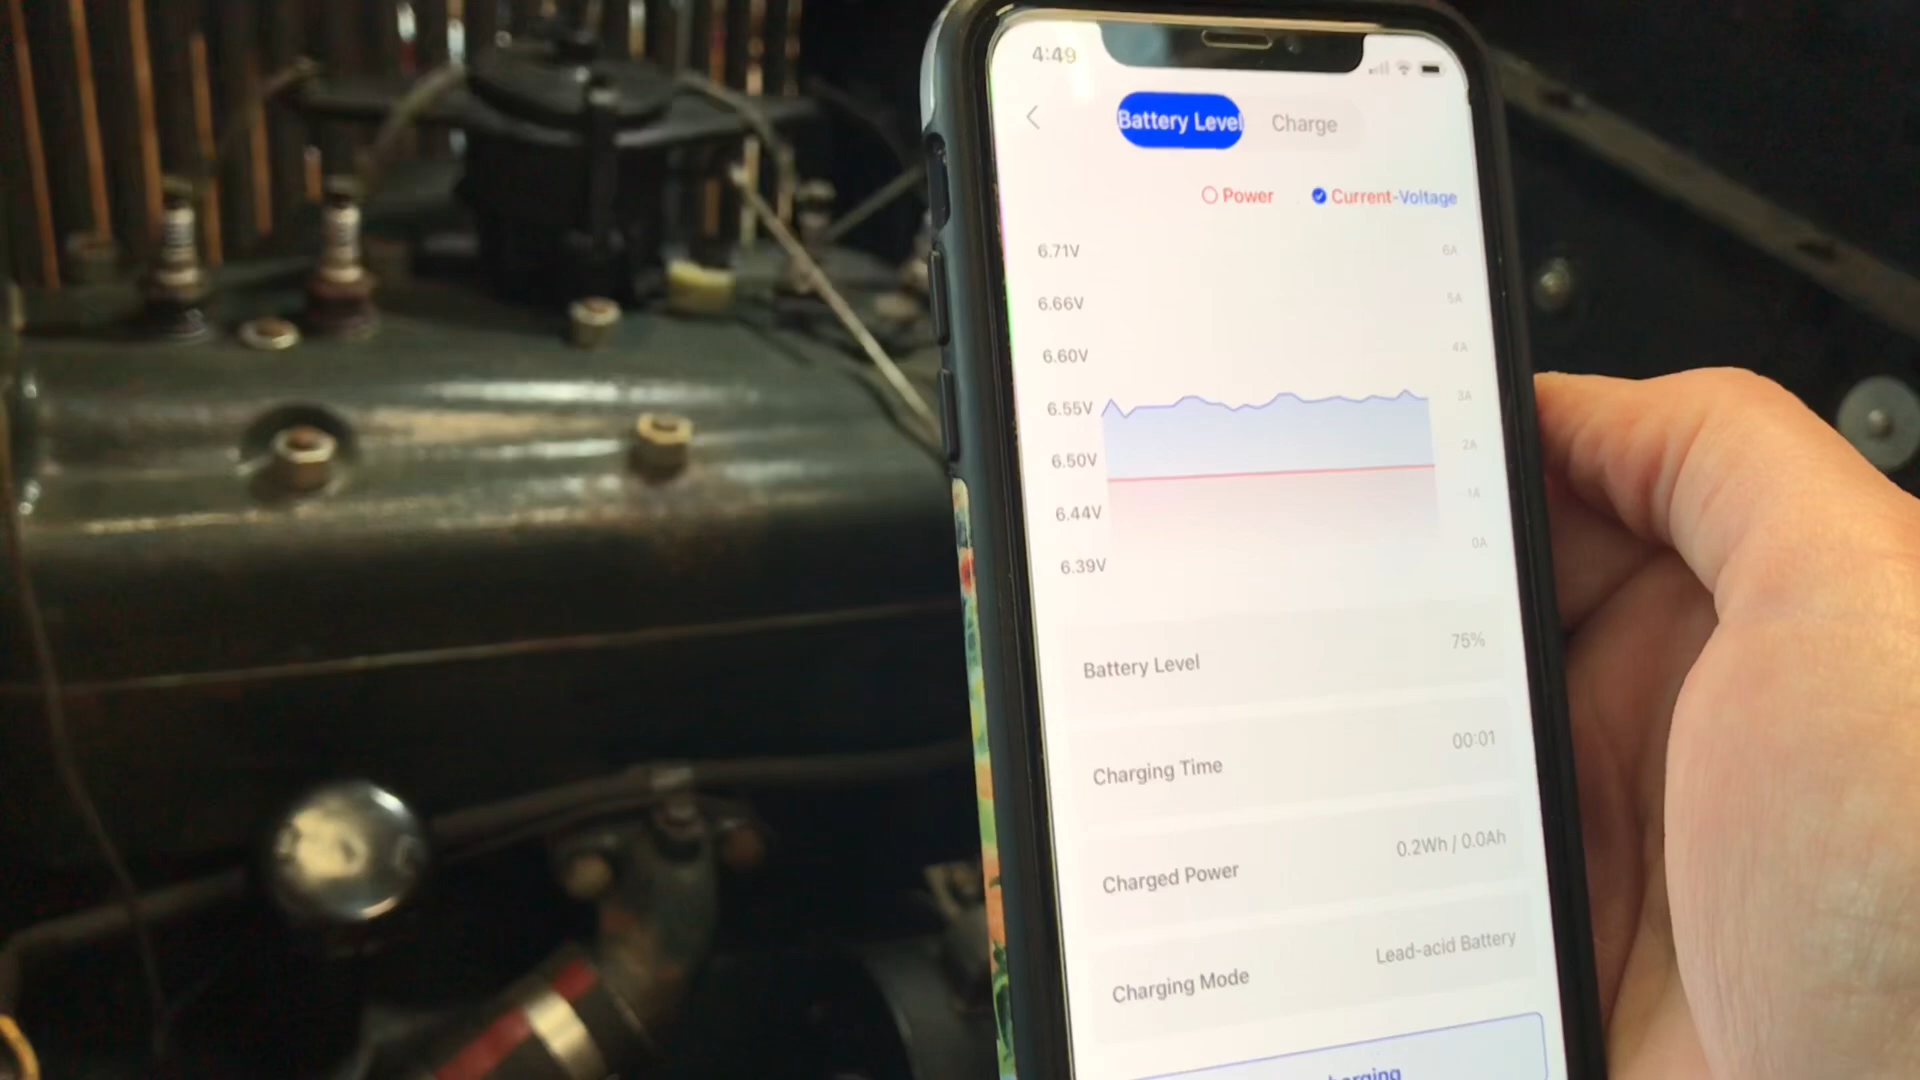 4:49
Battery Level Charge
Power Current-Voltage
6.71V 6A
6.66V 5A
6.60V 4A
6.55V 3A
6.50V 2A
6.44V 1A
6.39V 0A
Battery Level 75%
Charging Time 00:01
Charged Power 0.2Wh / 0.0Ah
Charging Mode Lead-acid Battery